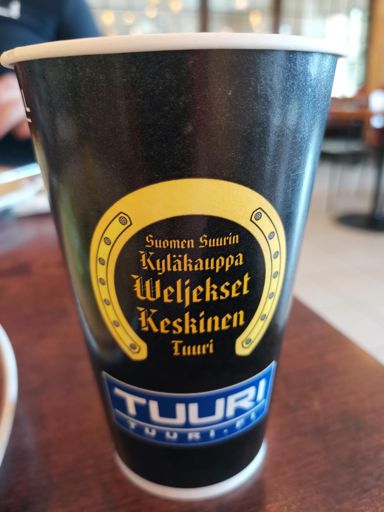 Suomen Suurin
Kyläkauppa
Weljekset
Keskinen
Tuuri
TUURI
TUURI.FI